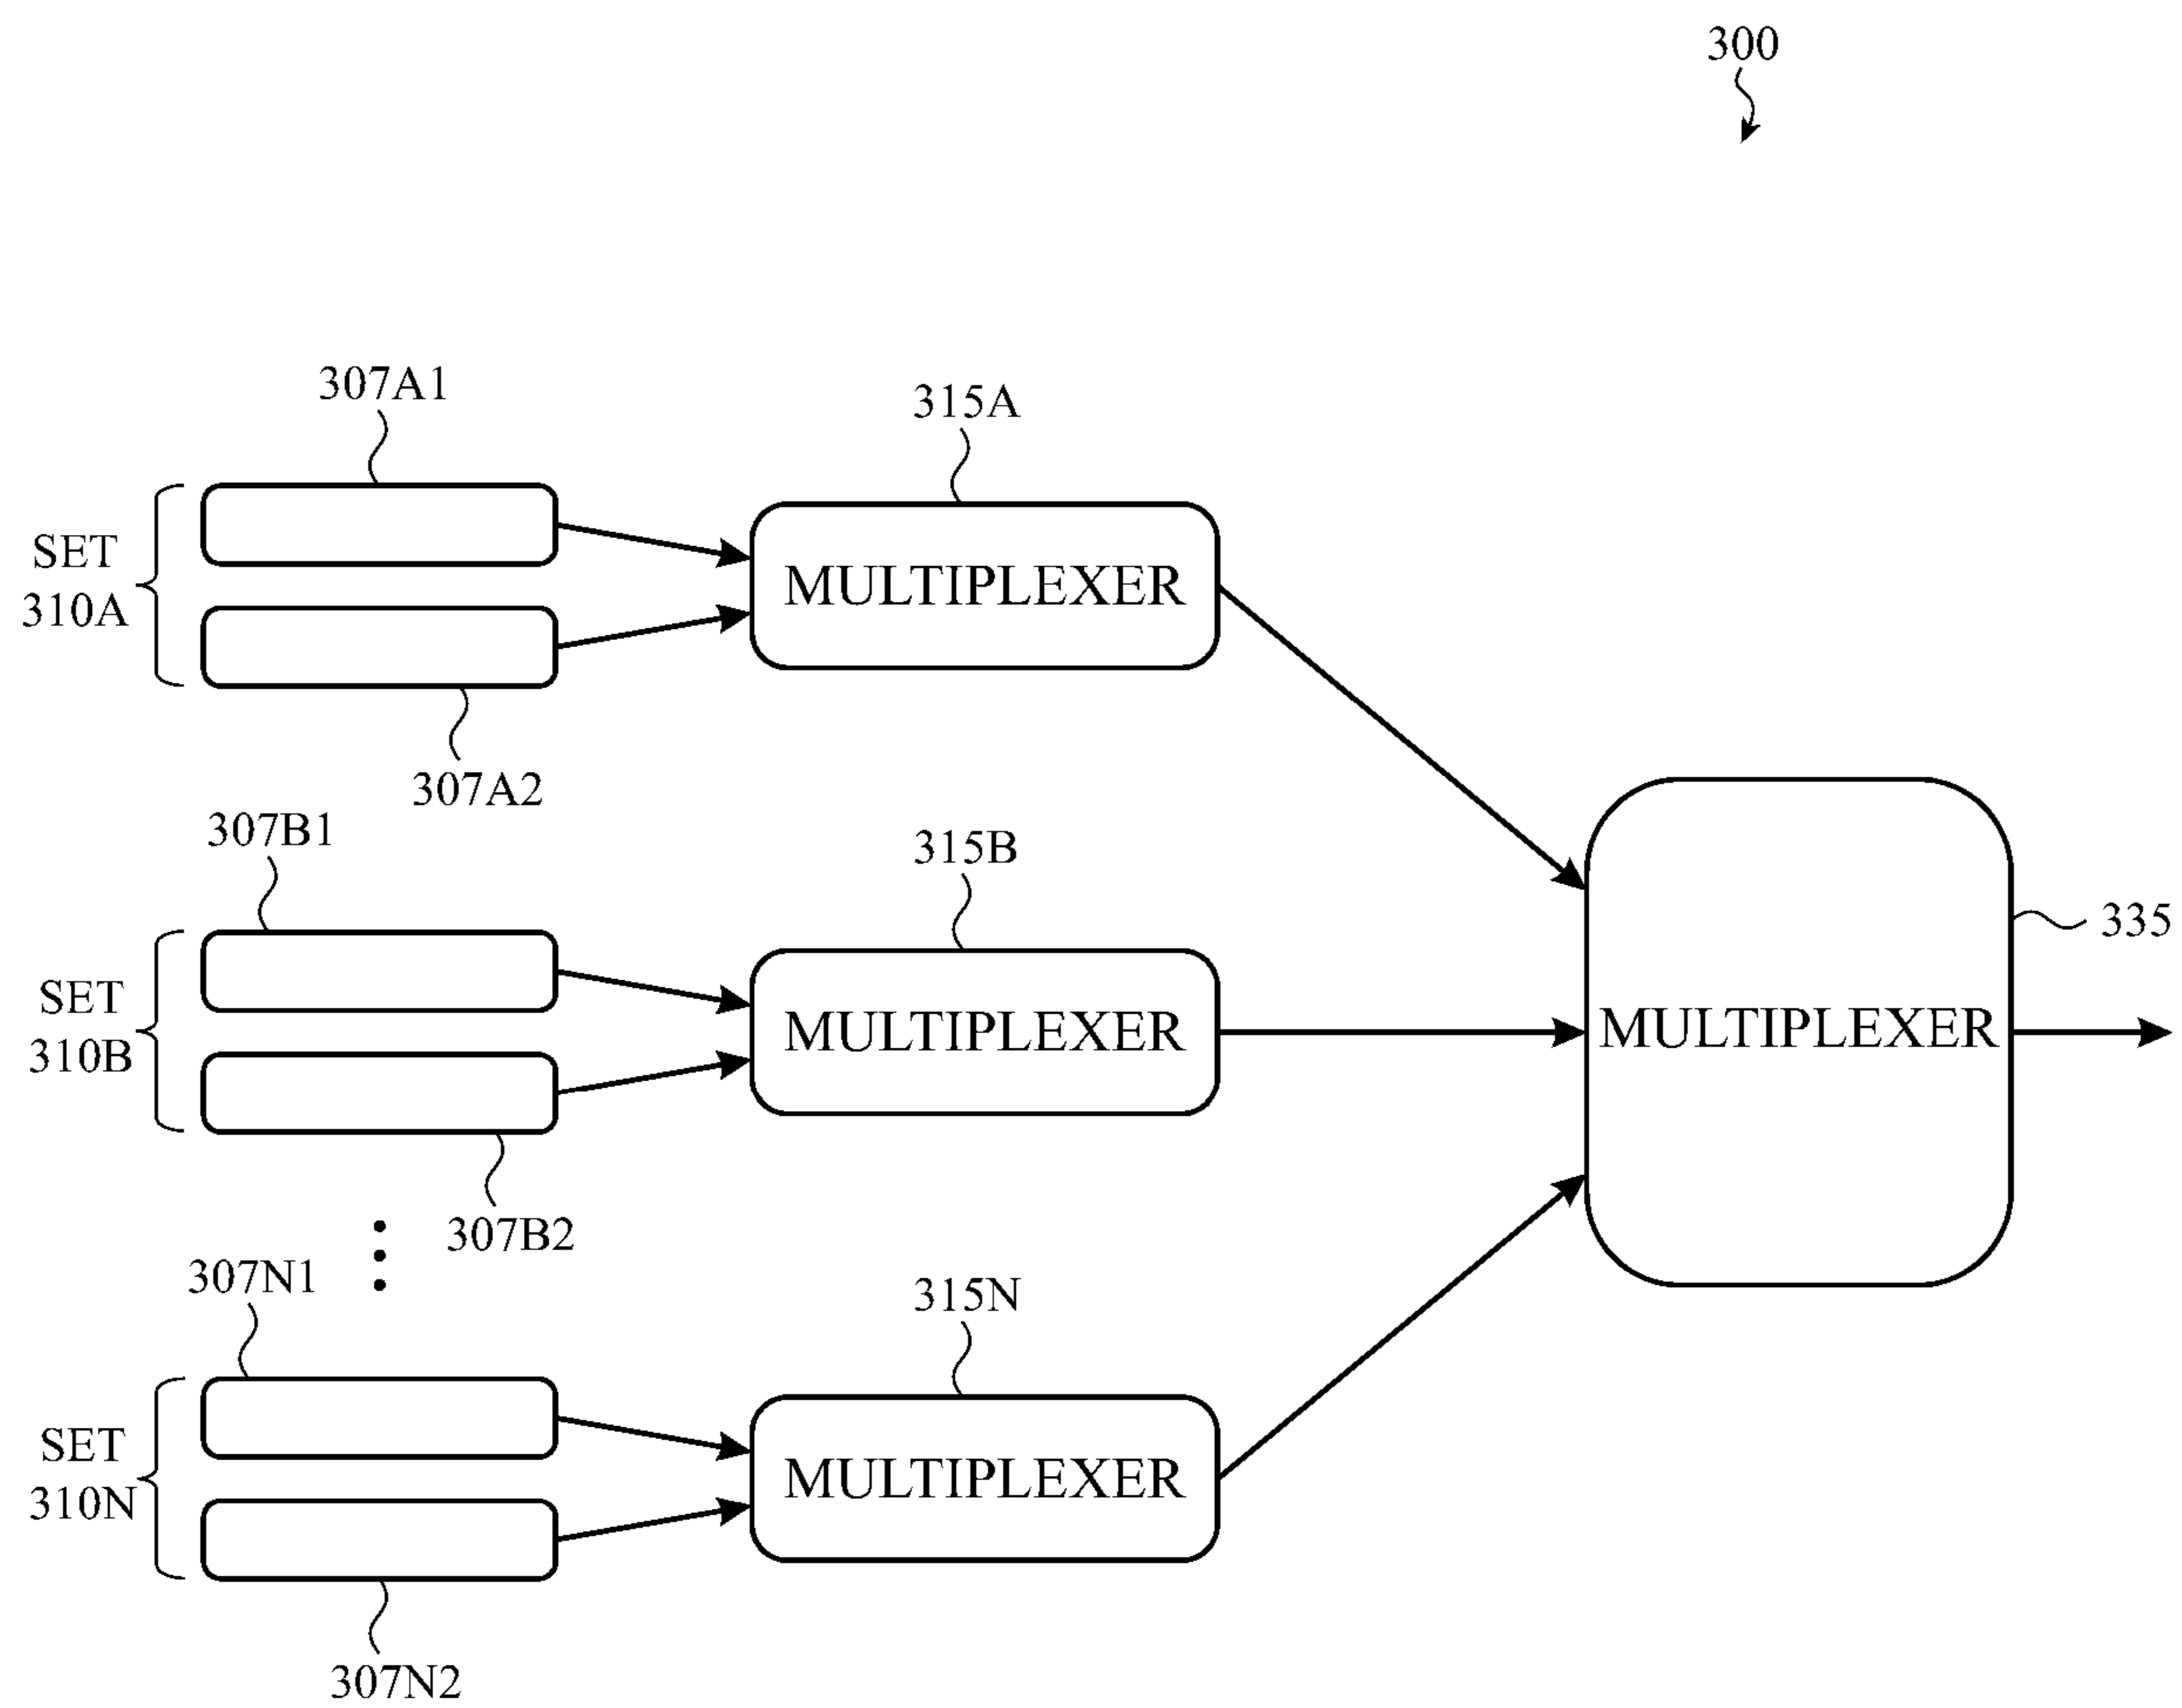 300
307A1
315A
SET
310A
MULTIPLEXER
307A2
307B1
315B
335
SET
310B
MULTIPLEXER
MULTIPLEXER
307B2
307N1
315N
SET
310N
MULTIPLEXER
307N2